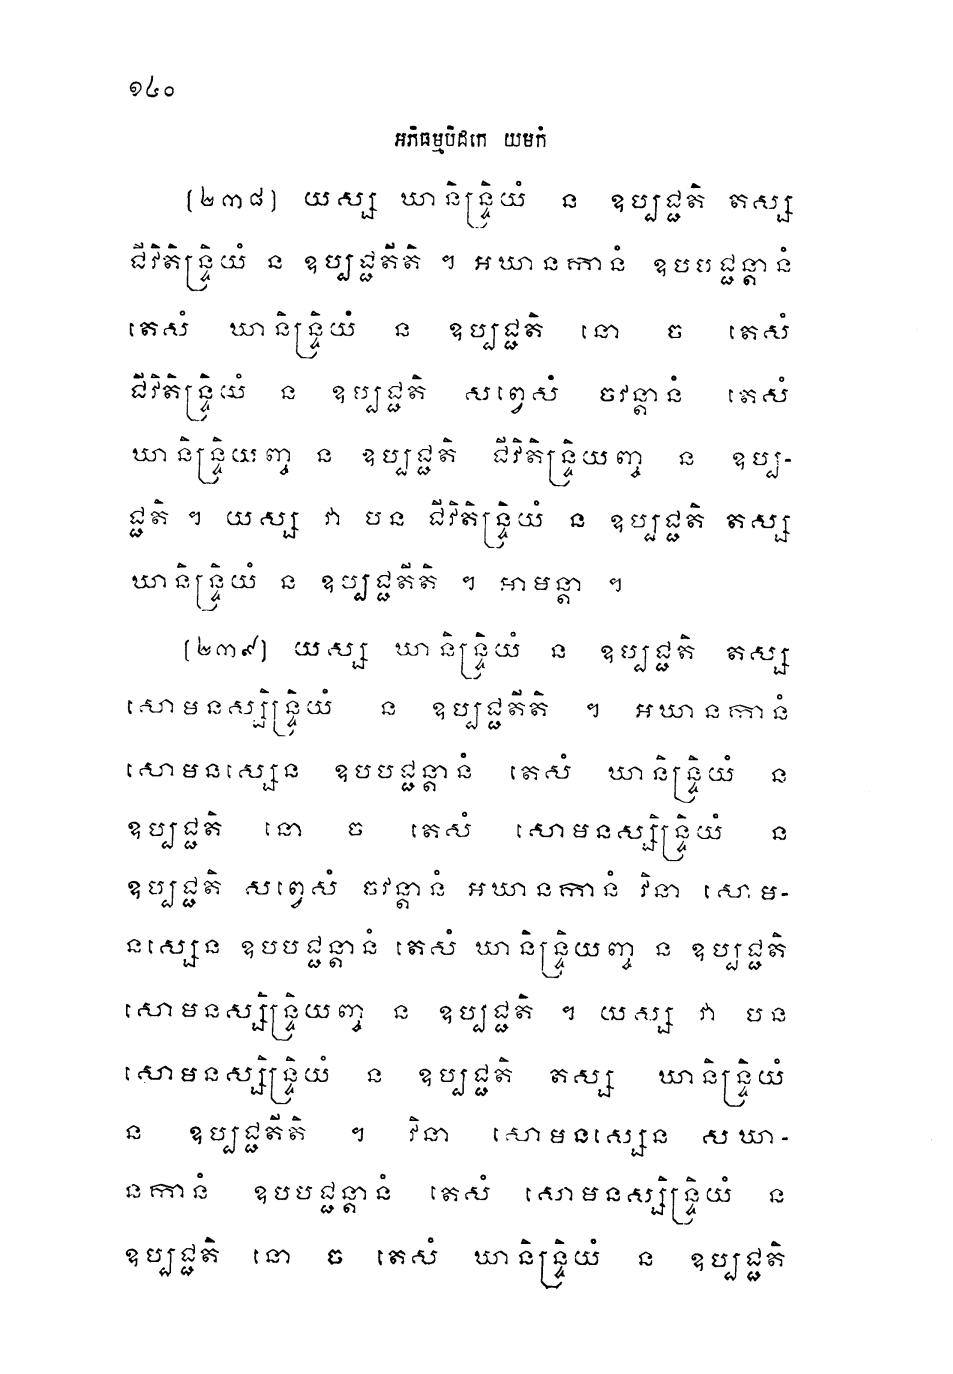 ១៤០
អភិធម្មបិដកេ យមកំ
(២៣៨) យស្ស ឃានិន្ទ្រិយំ ន ឧប្បជ្ជតិ តស្ស
ជីវិតិន្ទ្រិយំ ន ឧប្បជ្ជតីតិ ។ អឃានកានំ ឧបបជ្ជន្តានំ
តេសំ ឃានិន្ទ្រិយំ ន ឧប្បជ្ជតិ នោ ច តេសំ
ជីវិតិន្ទ្រិយំ ន ឧប្បជ្ជតិ សព្វេសំ ចវន្តានំ តេសំ
ឃានិន្ទ្រិយញ្ច ន ឧប្បជ្ជតិ ជីវិតិន្ទ្រិយញ្ច ន ឧប្ប-
ជ្ជតិ ។ យស្ស វា បន ជីវិតិន្ទ្រិយំ ន ឧប្បជ្ជតិ តស្ស
ឃានិន្ទ្រិយំ ន ឧប្បជ្ជតីតិ ។ អាមន្តា ។
(២៣៩) យស្ស ឃានិន្ទ្រិយំ ន ឧប្បជ្ជតិ តស្ស
សោមនស្សិន្ទ្រិយំ ន ឧប្បជ្ជតីតិ ។ អឃានកានំ
សោមនស្សេន ឧបបជ្ជន្តានំ តេសំ ឃានិន្ទ្រិយំ ន
ឧប្បជ្ជតិ នោ ច តេសំ សោមនស្សិន្ទ្រិយំ ន
ឧប្បជ្ជតិ សព្វេសំ ចវន្តានំ អឃានកានំ វិនា សោម-
នស្សេន ឧបបជ្ជន្តានំ តេសំ ឃានិន្ទ្រិយញ្ច ន ឧប្បជ្ជតិ
សោមនស្សិន្ទ្រិយញ្ច ន ឧប្បជ្ជតិ ។ យស្ស វា បន
សោមនស្សិន្ទ្រិយំ ន ឧប្បជ្ជតិ តស្ស ឃានិន្ទ្រិយំ
ន ឧប្បជ្ជតីតិ ។ វិនា សោមនស្សេន សឃា-
នកានំ ឧបបជ្ជន្តានំ តេសំ សោមនស្សិន្ទ្រិយំ ន
ឧប្បជ្ជតិ នោ ច តេសំ ឃានិន្ទ្រិយំ ន ឧប្បជ្ជតិ